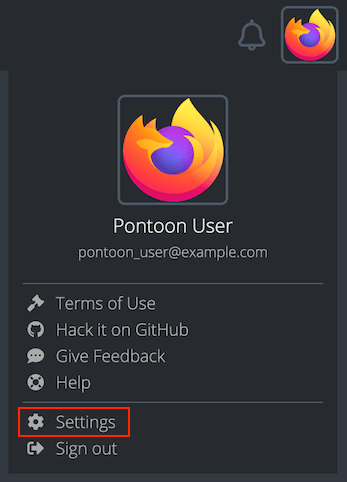 Pontoon User
pontoon_user@example.com
Terms of Use
Hack it on GitHub
Give Feedback
Help
Settings
Sign out